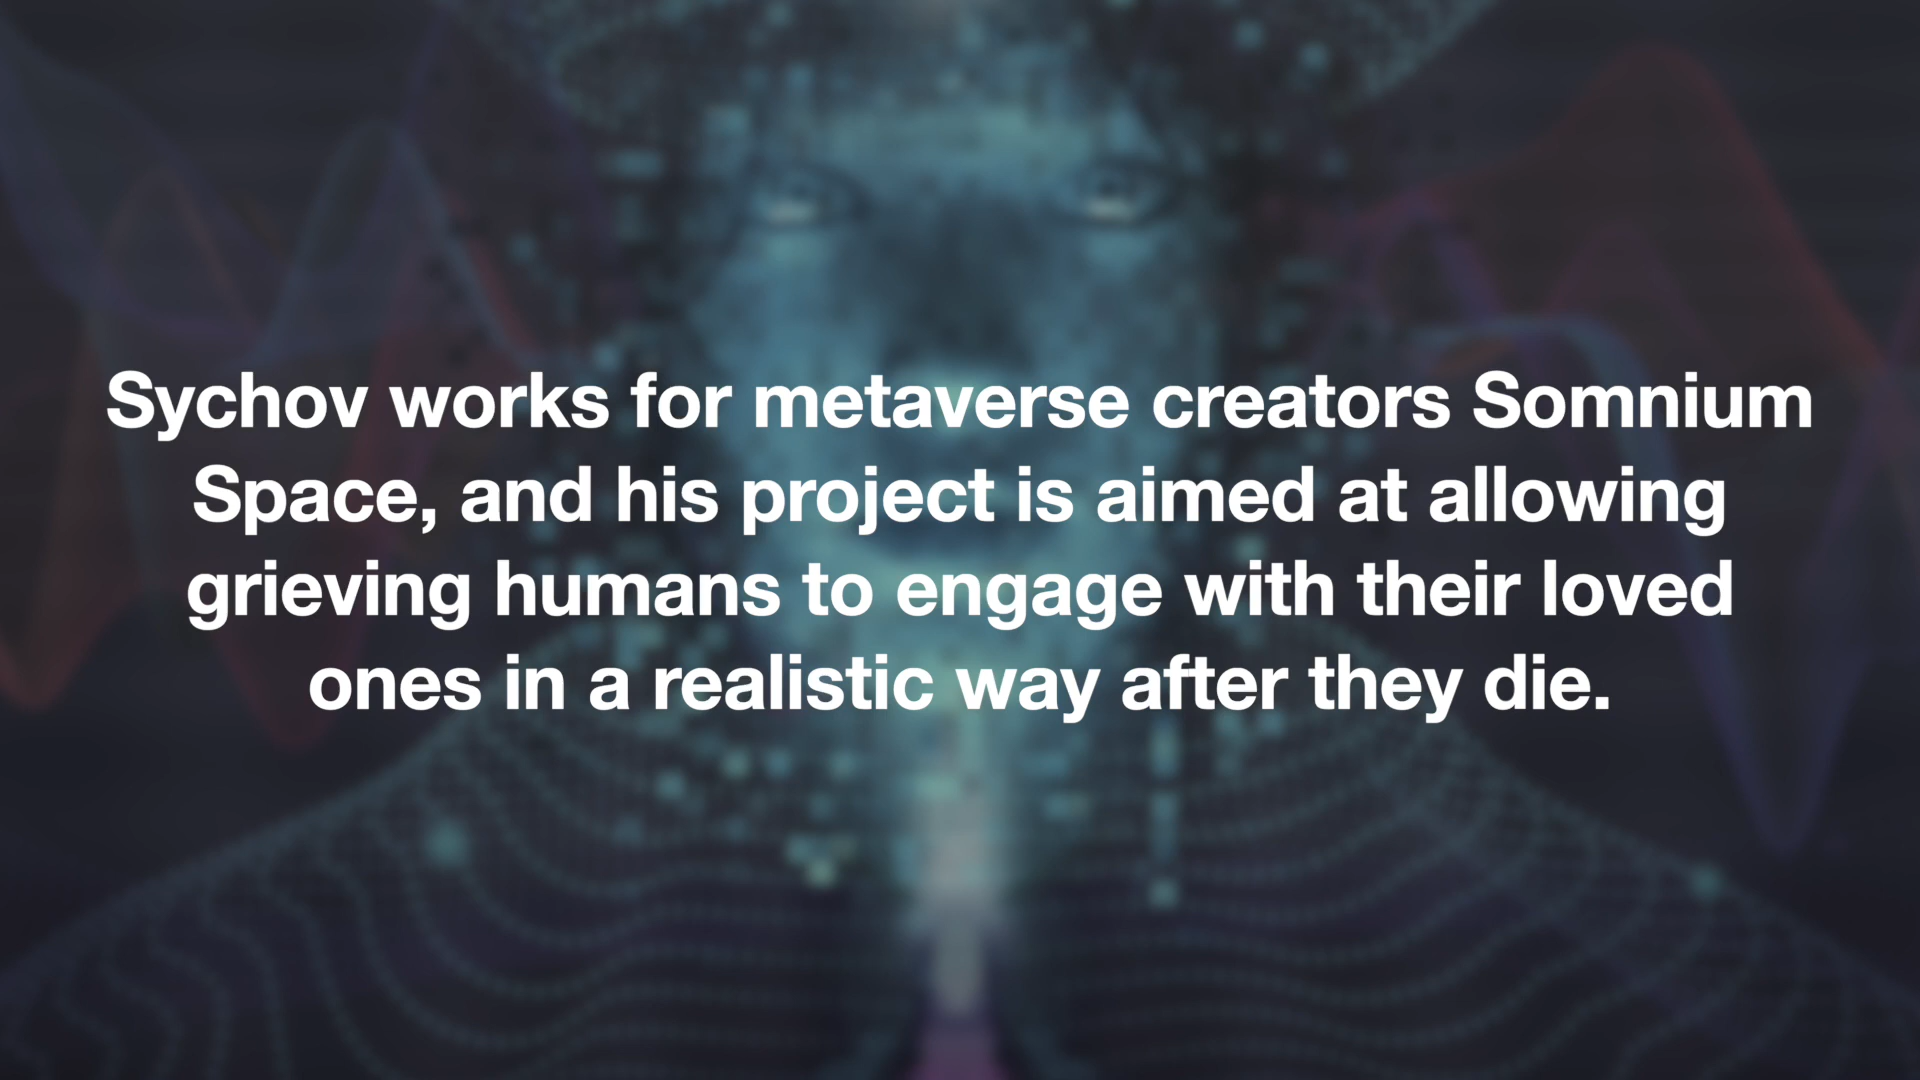 Sychov works for metaverse creators Somnium
Space, and his project is aimed at allowing
grieving humans to engage with their loved
ones in a realistic way after they die.